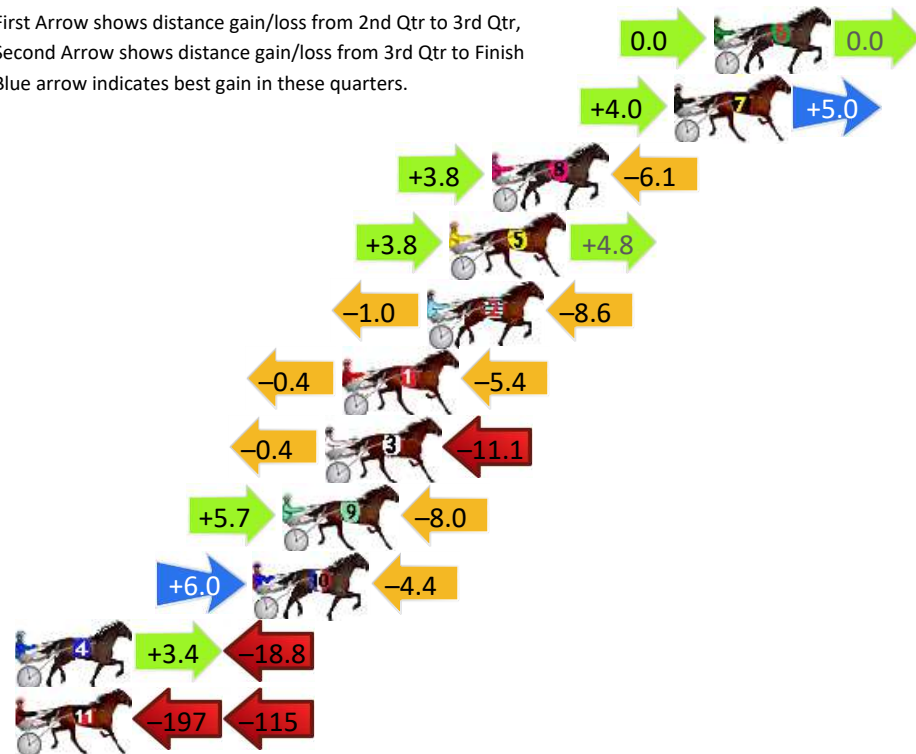 First Arrow shows distance gain/loss from 2nd Qtr to 3rd Qtr,
Second Arrow shows distance gain/loss from 3rd Qtr to Finish
Blue arrow indicates best gain in these quarters.
0.0 6 0.0
+4.0 7 +5.0
+3.8 8 –6.1
+3.8 5 +4.8
–1.0 2 –8.6
–0.4 1 –5.4
–0.4 3 –11.1
+5.7 9 –8.0
+6.0 10 –4.4
4 +3.4 –18.8
11 –197 –115